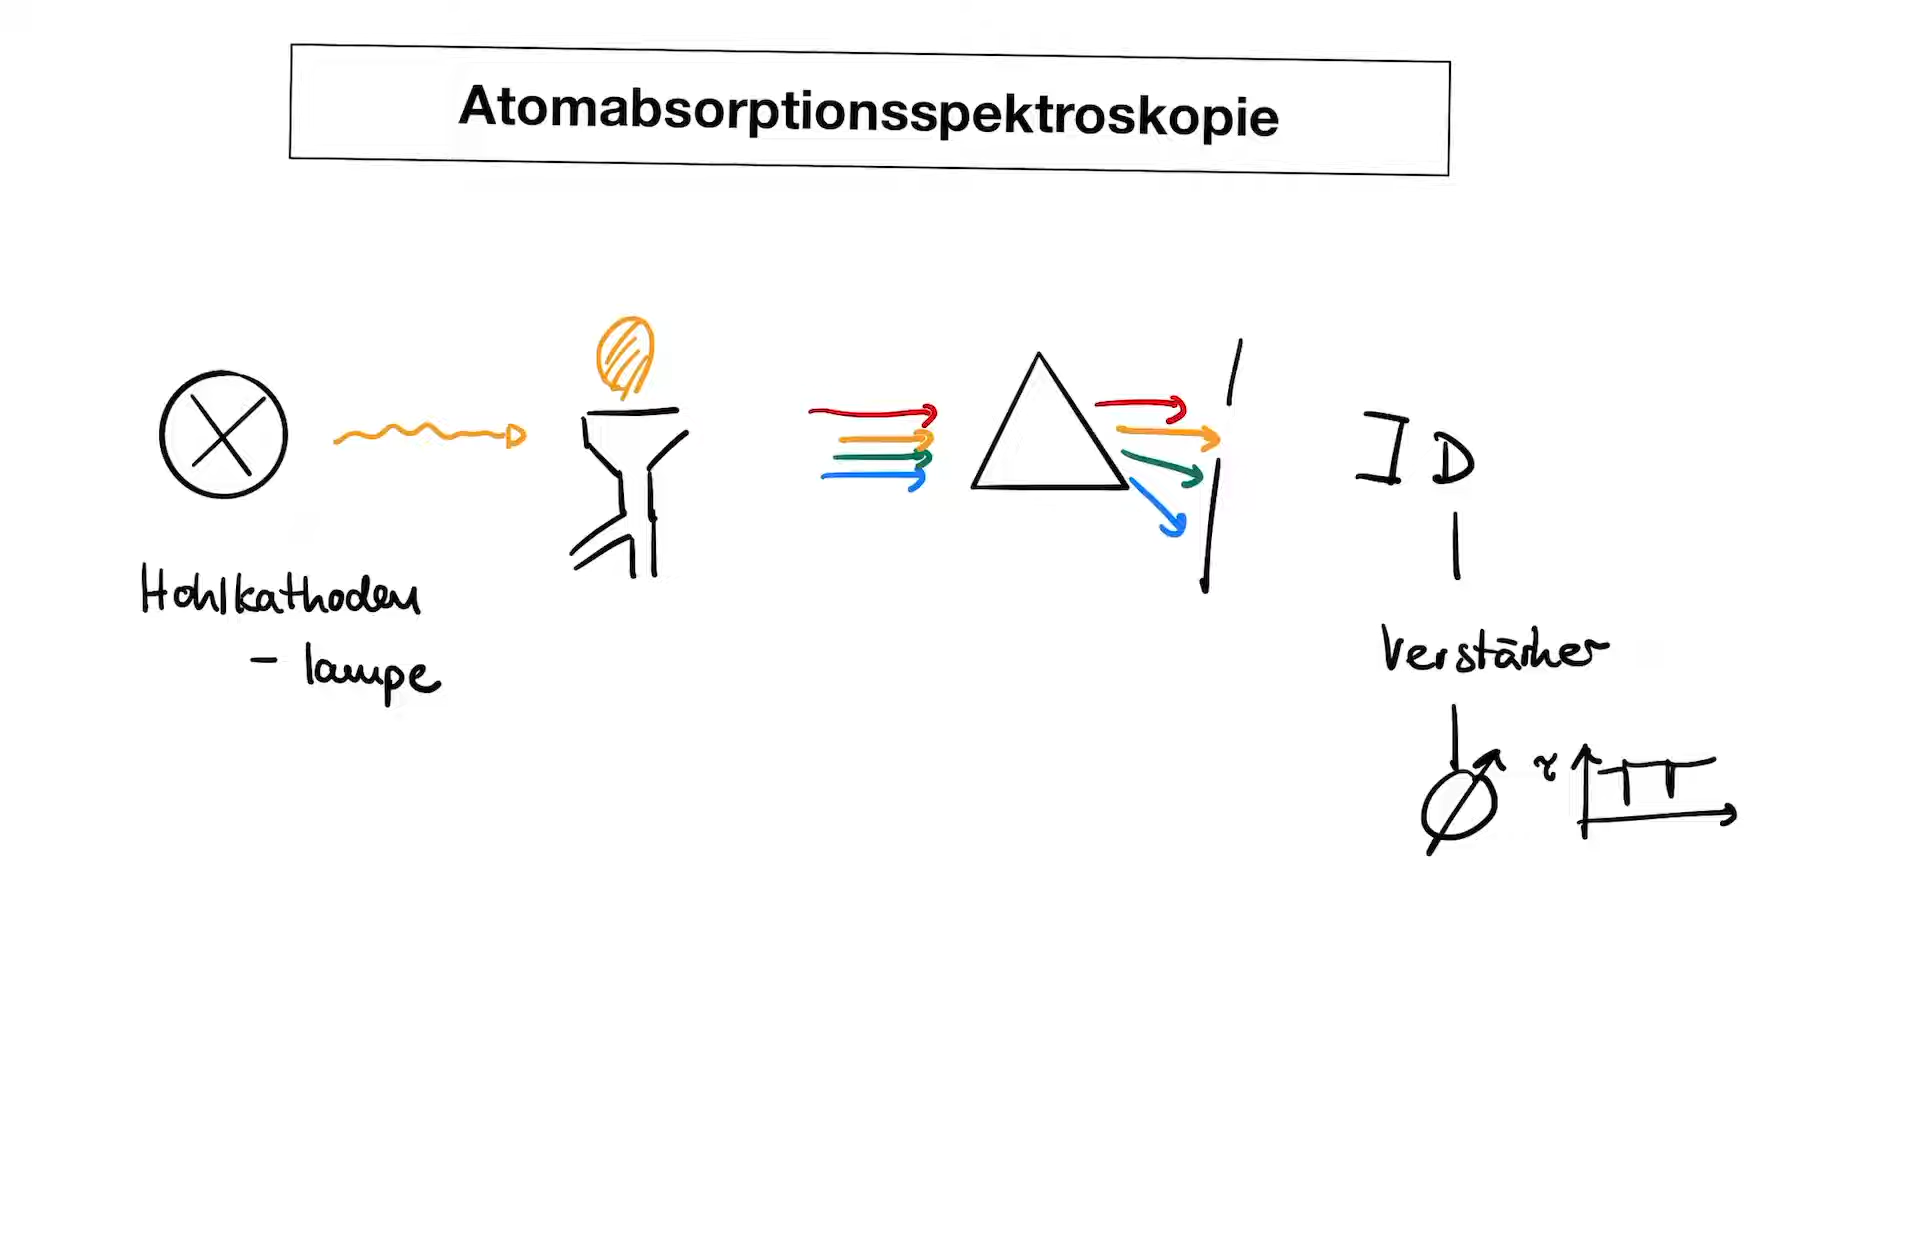 Atomabsorptionsspektroskopie
Hohlkathoden
- lampe
D
Verstärker
τ